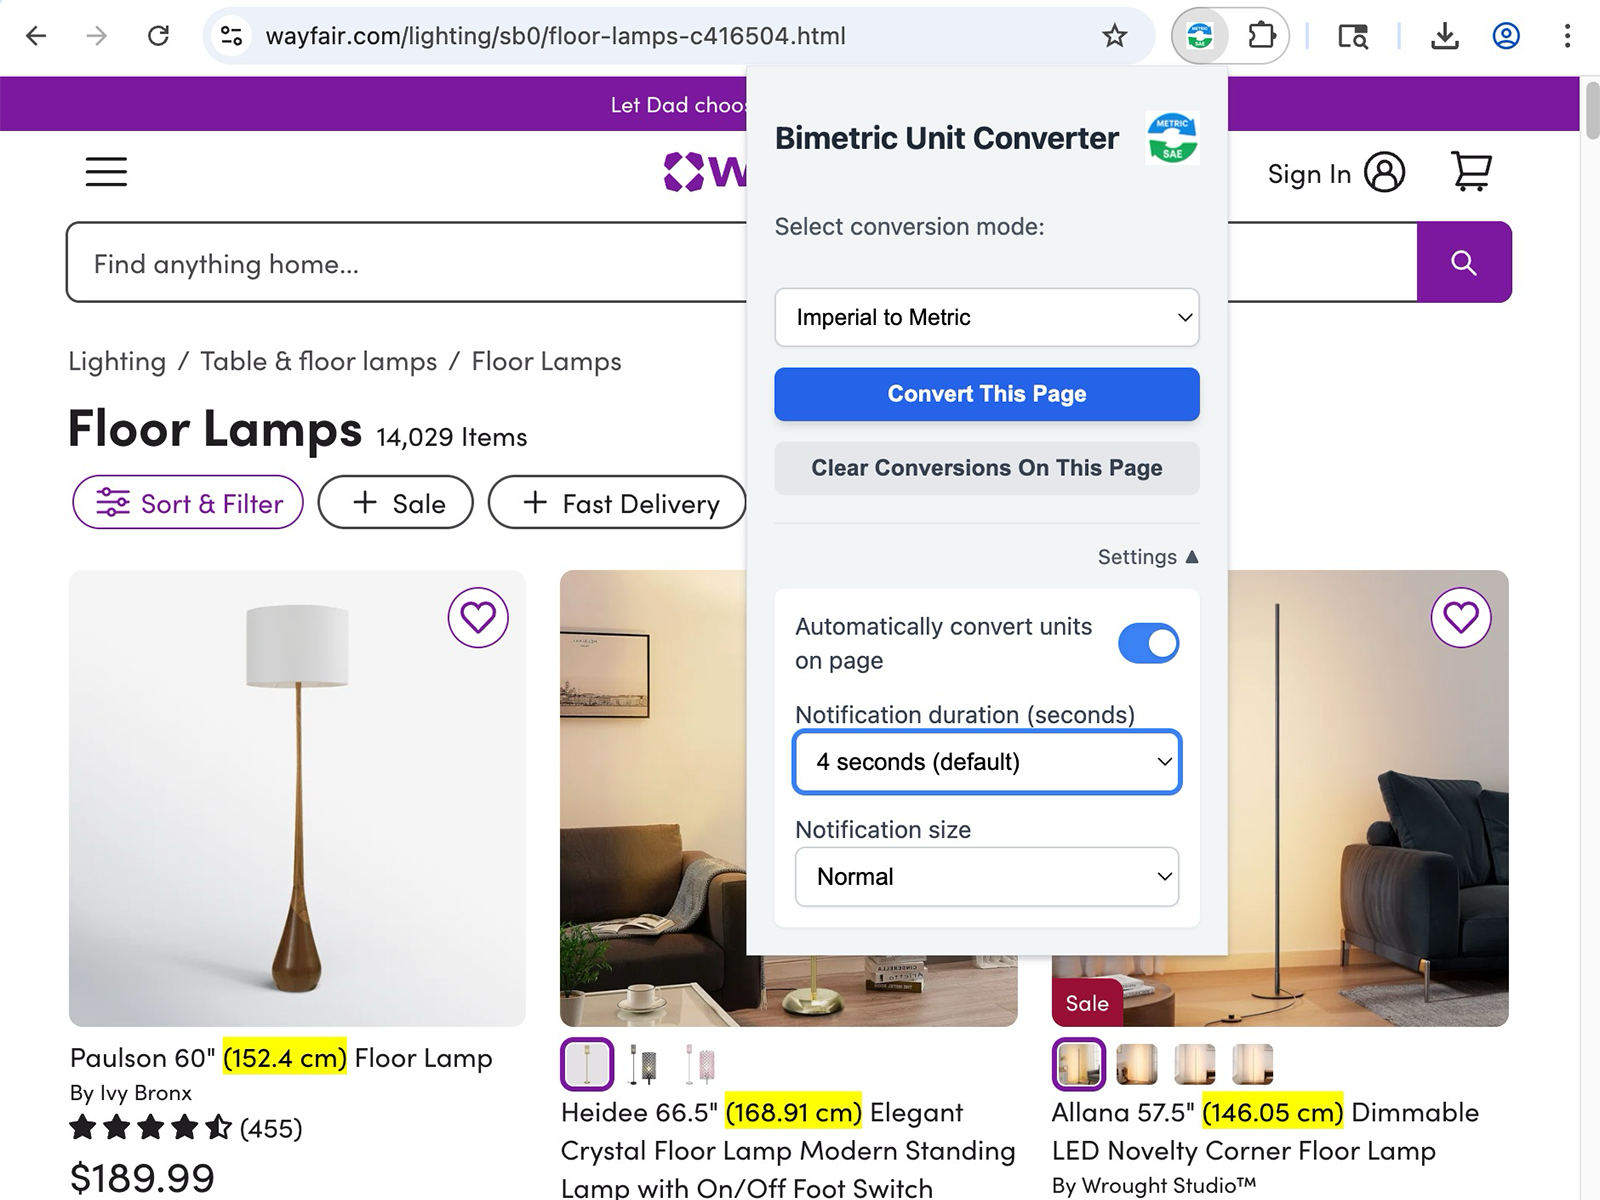 wayfair.com/lighting/sb0/floor-lamps-c416504.html
Let Dad choos
Bimetric Unit Converter
METRIC
SAE
Sign In
Select conversion mode:
Find anything home...
Imperial to Metric
Lighting / Table & floor lamps / Floor Lamps
Convert This Page
Floor Lamps 14,029 Items
Clear Conversions On This Page
Sort & Filter
+ Sale
+ Fast Delivery
Settings ▲
Automatically convert units
on page
Notification duration (seconds)
4 seconds (default)
Notification size
Normal
Sale
Paulson 60" (152.4 cm) Floor Lamp
By Ivy Bronx
(455)
$189.99
Heidee 66.5" (168.91 cm) Elegant
Crystal Floor Lamp Modern Standing
Lamp with On/Off Foot Switch
Allana 57.5" (146.05 cm) Dimmable
LED Novelty Corner Floor Lamp
By Wrought Studio™